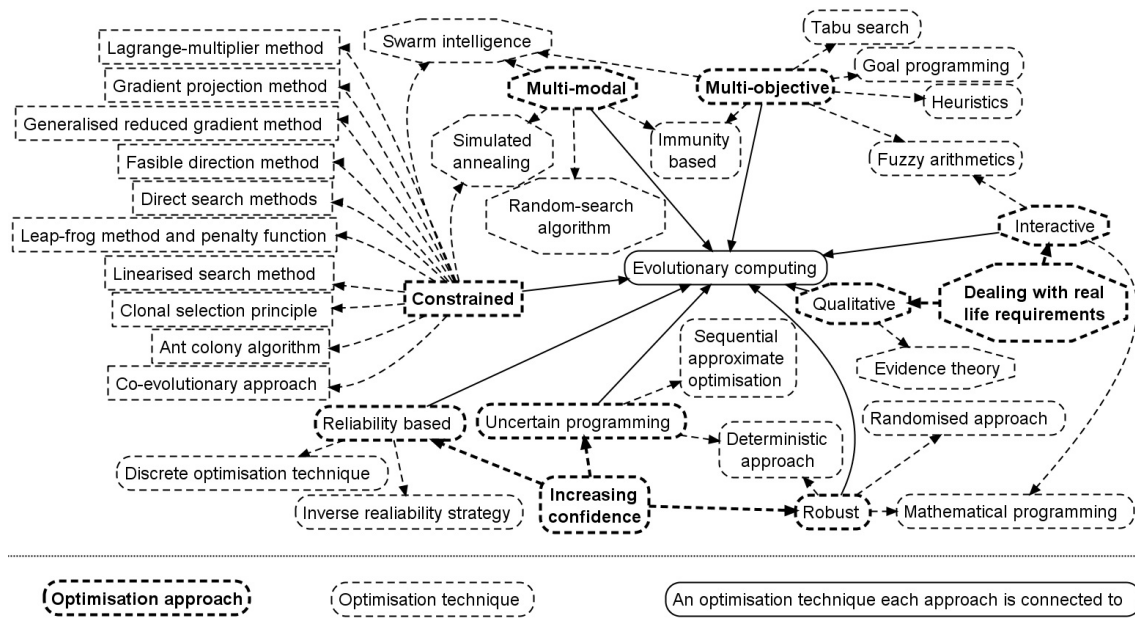 Tabu search
Swarm intelligence
Lagrange-multiplier method
Goal programming
Gradient projection method
Multi-modal
Multi-objective
Heuristics
Generalised reduced gradient method
Simulated
annealing
Immunity
based
Fasible direction method
Fuzzy arithmetics
Direct search methods
Random-search
algorithm
Leap-frog method and penalty function
Interactive
Evolutionary computing
Linearised search method
Constrained
Qualitative
Dealing with real
life requirements
Clonal selection principle
Sequential
approximate
optimisation
Ant colony algorithm
Evidence theory
Co-evolutionary approach
Reliability based
Uncertain programming
Randomised approach
Deterministic
approach
Discrete optimisation technique
Increasing
confidence
Inverse realiability strategy
Robust
Mathematical programming
Optimisation approach
Optimisation technique
An optimisation technique each approach is connected to